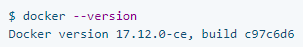 $ docker --version
Docker version 17.12.0-ce, build c97c6d6